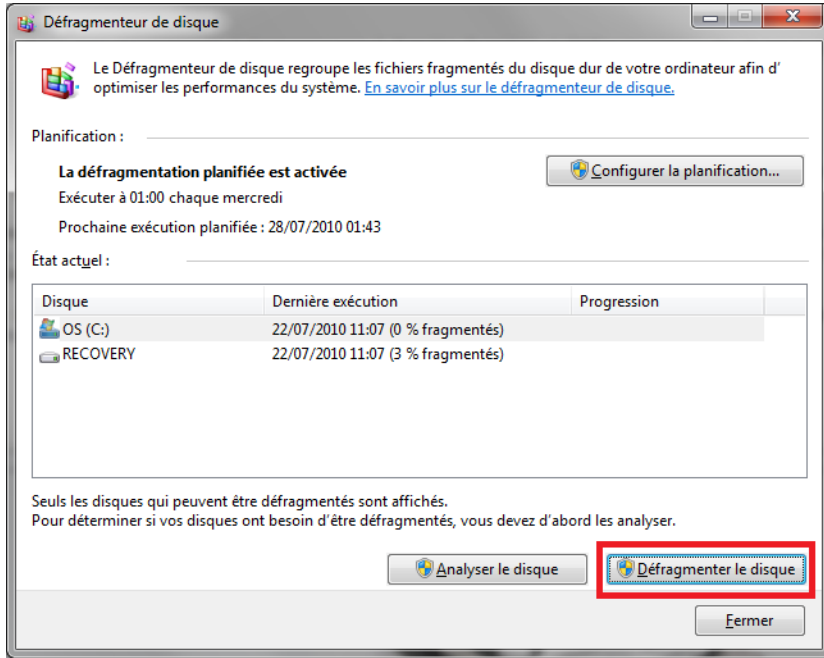 Défragmenteur de disque
Le Défragmenteur de disque regroupe les fichiers fragmentés du disque dur de votre ordinateur afin d'
optimiser les performances du système. En savoir plus sur le défragmenteur de disque.
Planification :
La défragmentation planifiée est activée
Configurer la planification...
Exécuter à 01:00 chaque mercredi
Prochaine exécution planifiée : 28/07/2010 01:43
État actuel :
Disque Dernière exécution Progression
OS (C:) 22/07/2010 11:07 (0 % fragmentés)
RECOVERY 22/07/2010 11:07 (3 % fragmentés)
Seuls les disques qui peuvent être défragmentés sont affichés.
Pour déterminer si vos disques ont besoin d'être défragmentés, vous devez d'abord les analyser.
Analyser le disque Défragmenter le disque
Fermer